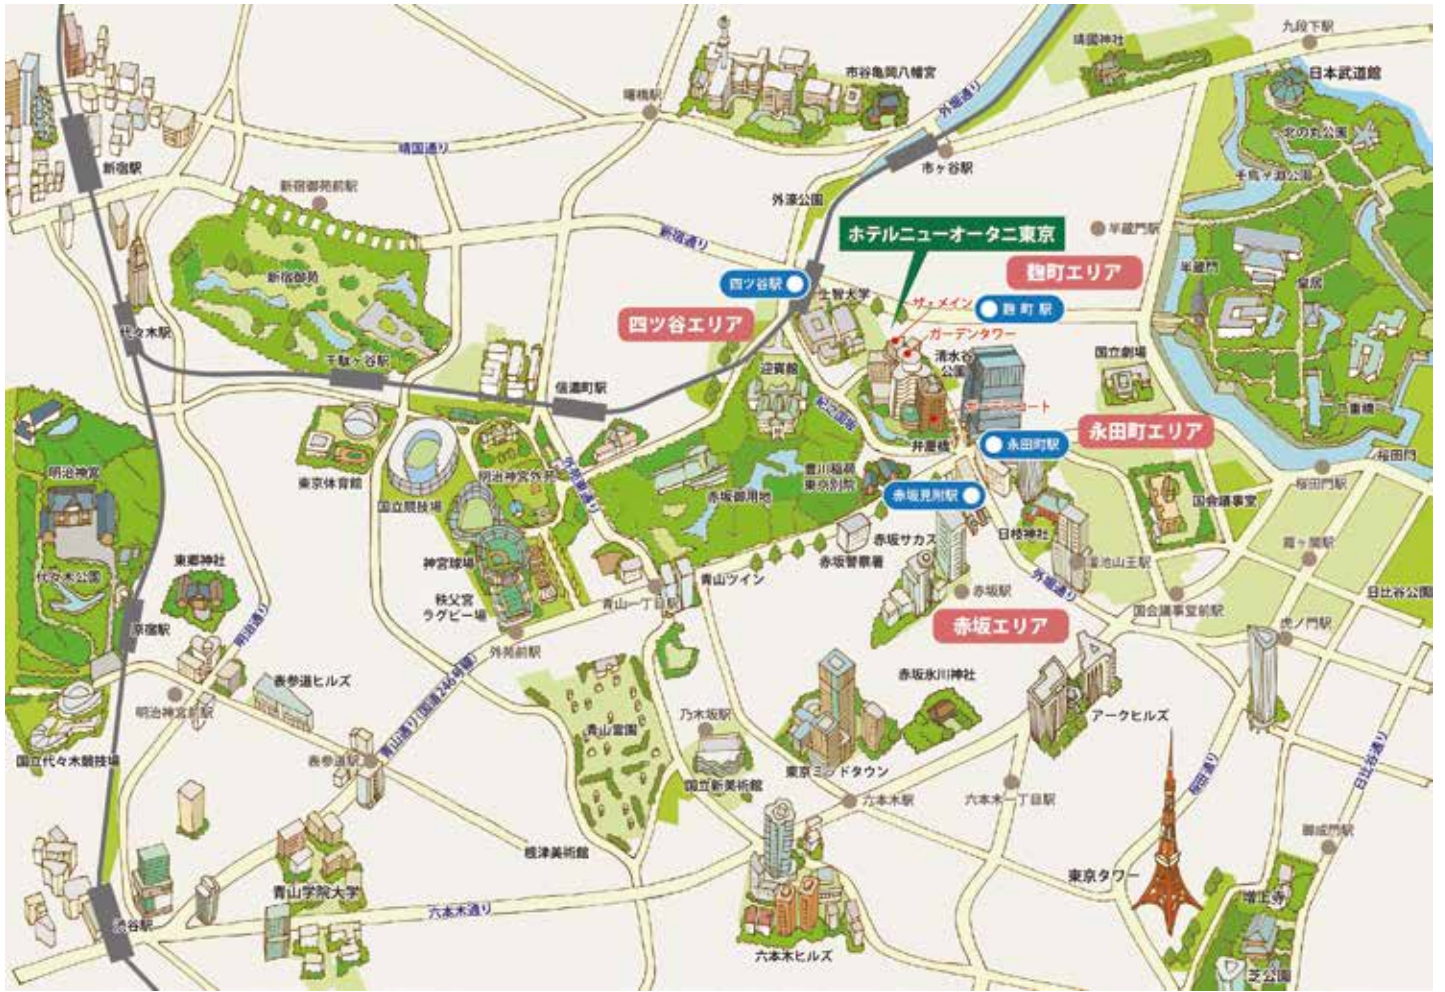 九段下駅
靖国神社
日本武道館
市谷亀岡八幡宮
曙橋駅
外堀通り
北の丸公園
靖国通り
新宿駅
市ヶ谷駅
千鳥ヶ淵公園
新宿御苑前駅
外濠公園
新宿通り
半蔵門駅
ホテルニューオータニ東京
半蔵門
麹町エリア
新宿御苑
皇居
四ツ谷駅
上智大学
ザ・メイン
麹町駅
四ツ谷エリア
代々木駅
ガーデンタワー
千駄ヶ谷駅
清水谷
公園
国立劇場
迎賓館
信濃町駅
紀之国坂
ガーデンコート
二重橋
永田町エリア
弁慶橋
永田町駅
桜田門
明治神宮
東京体育館
明治神宮外苑
外苑東通り
豊川稲荷
東京別院
桜田門駅
国立競技場
赤坂御用地
赤坂見附駅
国会議事堂
日枝神社
赤坂サカス
霞ヶ関駅
東郷神社
神宮球場
赤坂警察署
溜池山王駅
代々木公園
青山ツイン
外堀通り
秩父宮
ラグビー場
青山一丁目駅
赤坂駅
国会議事堂前駅
日比谷公園
明治通り
原宿駅
赤坂エリア
虎ノ門駅
外苑前駅
表参道ヒルズ
赤坂氷川神社
明治神宮前駅
青山通り(国道246号線)
乃木坂駅
アークヒルズ
青山霊園
国立代々木競技場
表参道駅
東京ミッドタウン
桜田通り
日比谷通り
国立新美術館
六本木駅
六本木一丁目駅
御成門駅
根津美術館
東京タワー
青山学院大学
増上寺
六本木通り
渋谷駅
六本木ヒルズ
芝公園